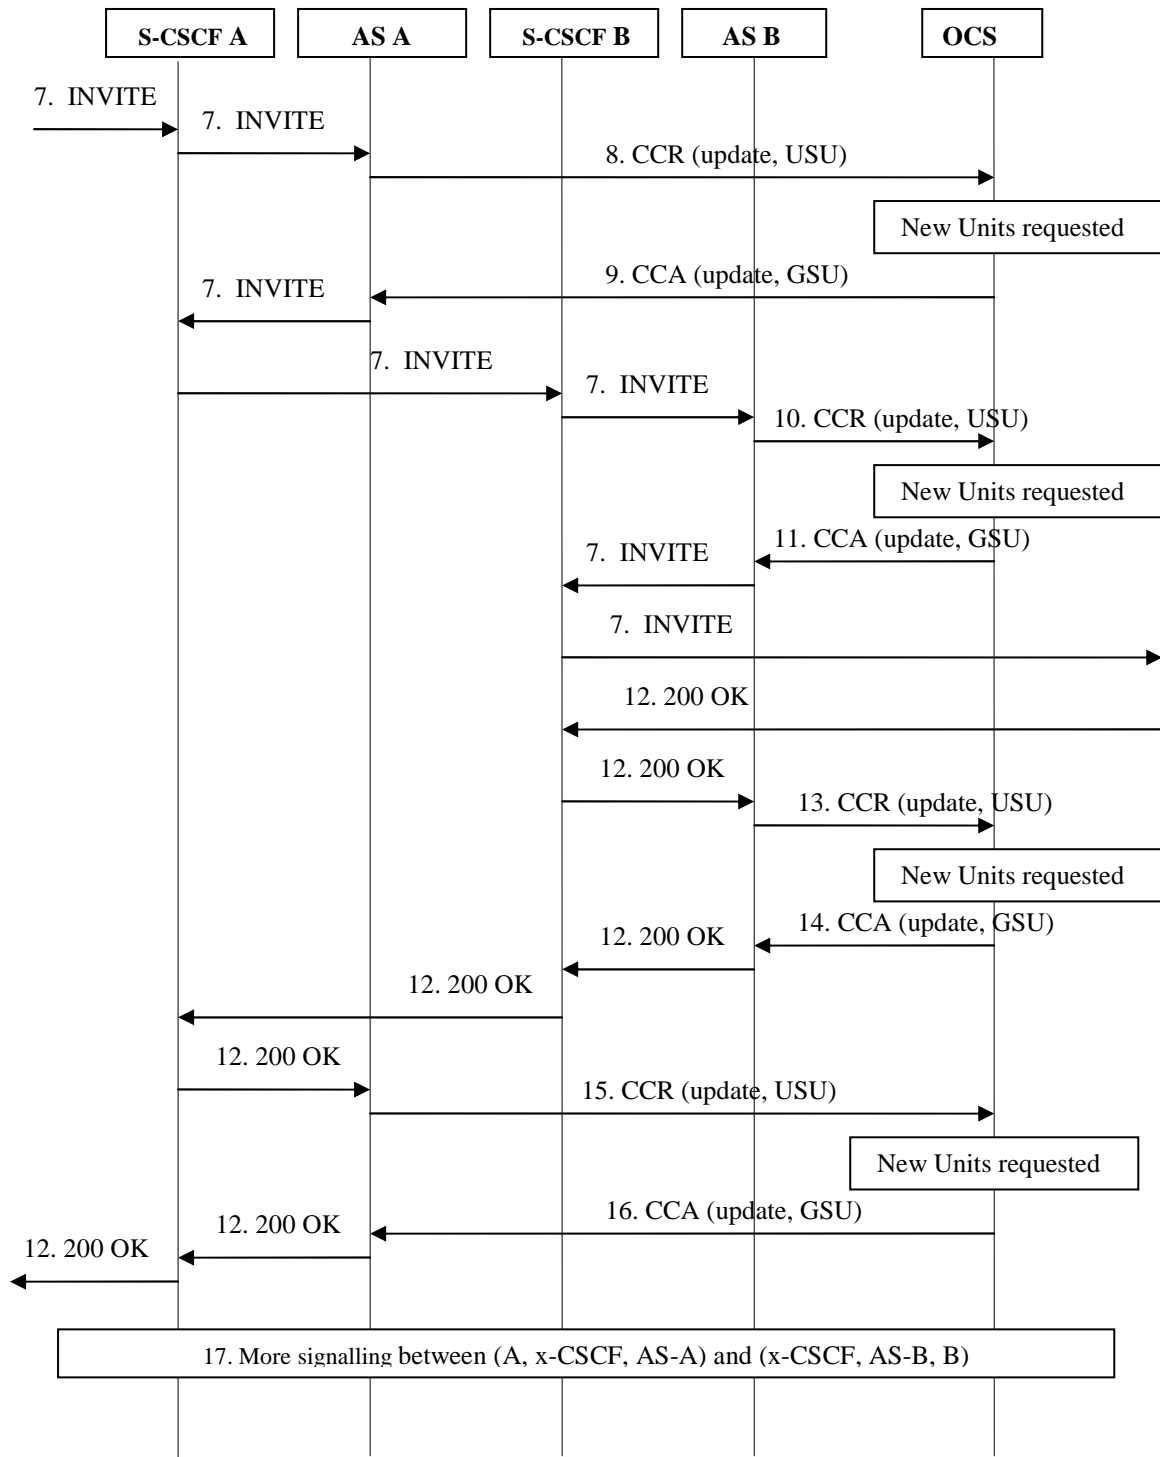 S-CSCF A
AS A
S-CSCF B
AS B
OCS
7. INVITE
7. INVITE
8. CCR (update, USU)
New Units requested
9. CCA (update, GSU)
7. INVITE
7. INVITE
7. INVITE
10. CCR (update, USU)
New Units requested
11. CCA (update, GSU)
7. INVITE
7. INVITE
12. 200 OK
12. 200 OK
13. CCR (update, USU)
New Units requested
14. CCA (update, GSU)
12. 200 OK
12. 200 OK
12. 200 OK
15. CCR (update, USU)
New Units requested
16. CCA (update, GSU)
12. 200 OK
12. 200 OK
17. More signalling between (A, x-CSCF, AS-A) and (x-CSCF, AS-B, B)